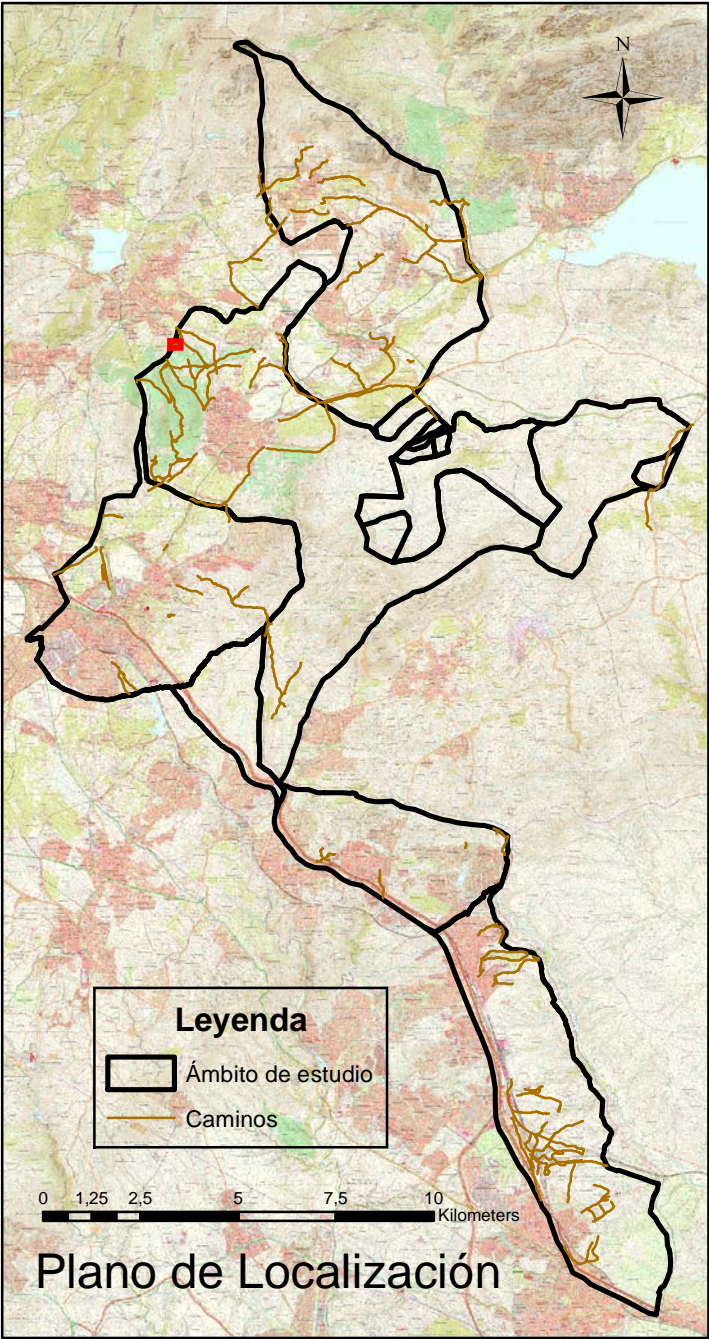 N
Leyenda
Ámbito de estudio
Caminos
0 1,25 2,5 5 7,5 10
Kilometers
Plano de Localización